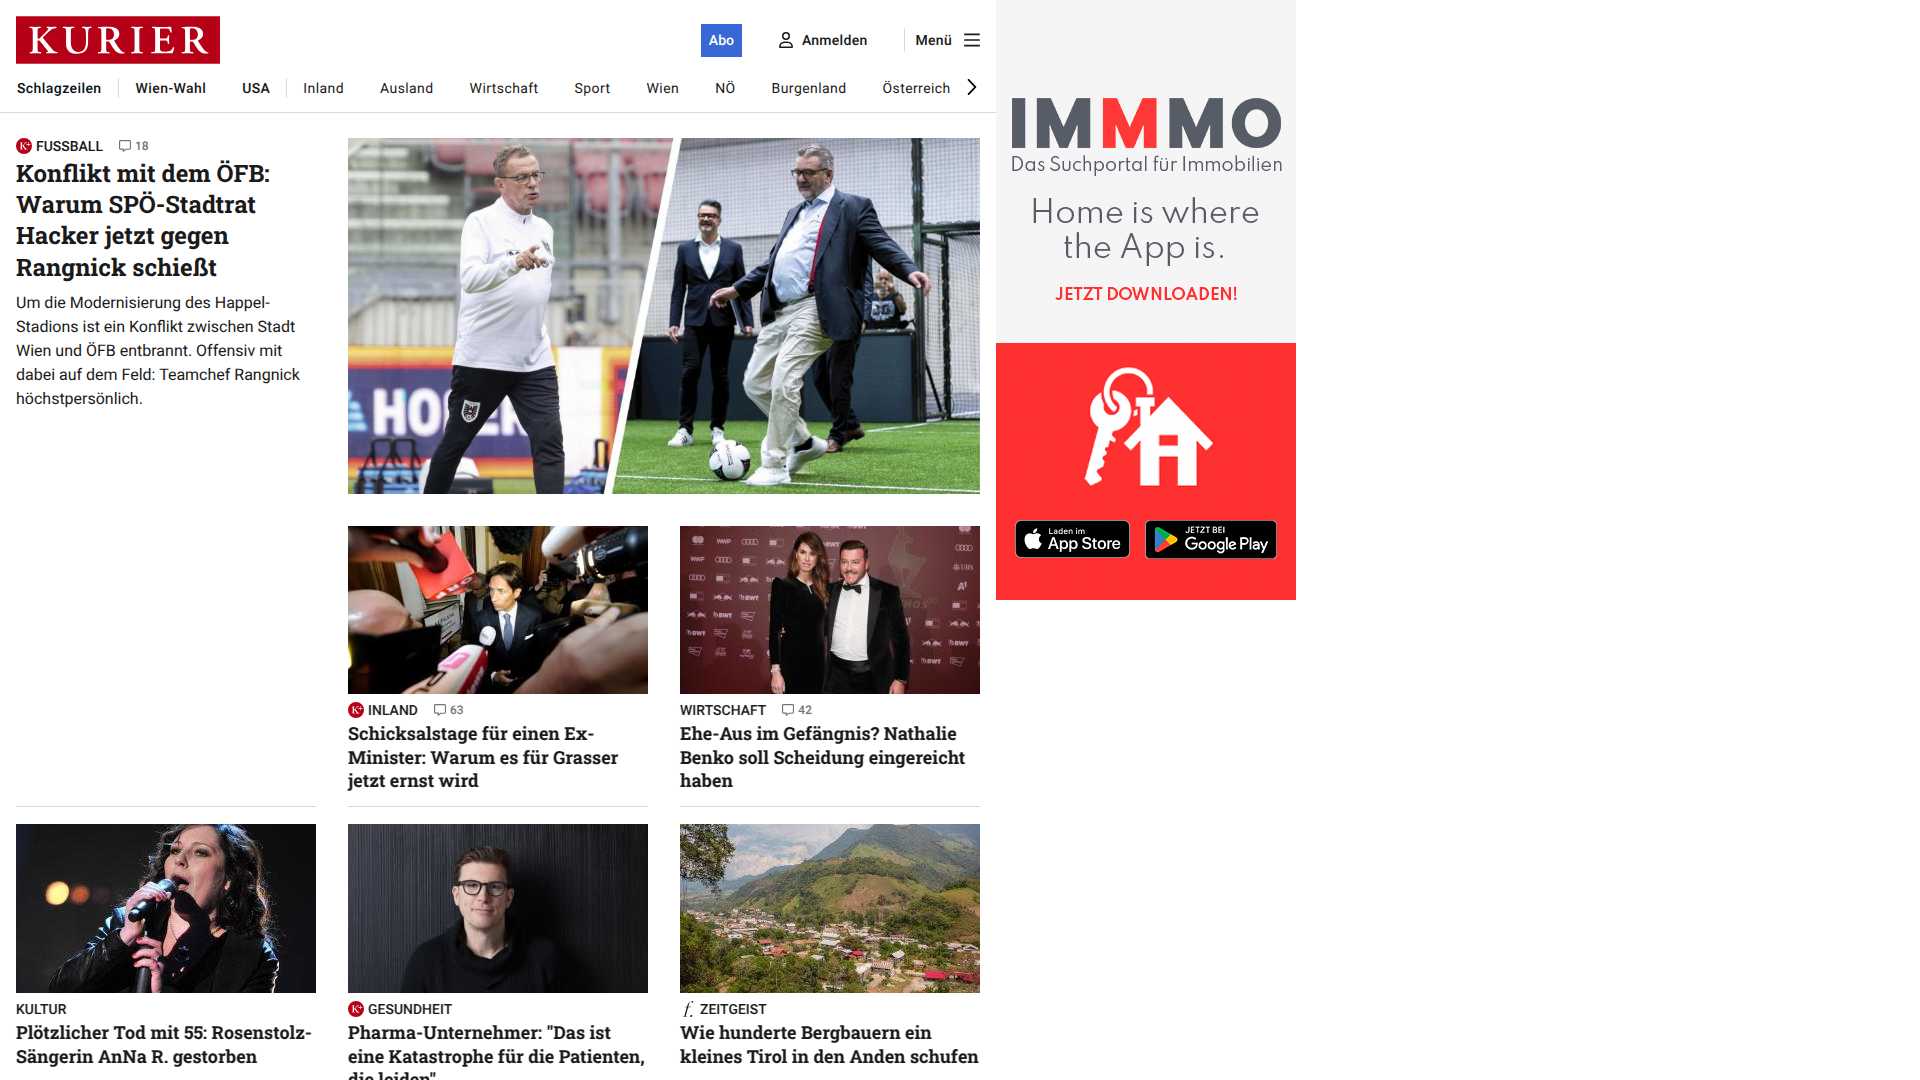 KURIER
Abo
Anmelden
Menü
Schlagzeilen
Wien-Wahl
USA
Inland
Ausland
Wirtschaft
Sport
Wien
NÖ
Burgenland
Österreich
FUSSBALL
18
Konflikt mit dem ÖFB:
Warum SPÖ-Stadtrat
Hacker jetzt gegen
Rangnick schießt
Um die Modernisierung des Happel-
Stadions ist ein Konflikt zwischen Stadt
Wien und ÖFB entbrannt. Offensiv mit
dabei auf dem Feld: Teamchef Rangnick
höchstpersönlich.
INLAND
63
Schicksalstage für einen Ex-
Minister: Warum es für Grasser
jetzt ernst wird
WIRTSCHAFT
42
Ehe-Aus im Gefängnis? Nathalie
Benko soll Scheidung eingereicht
haben
KULTUR
Plötzlicher Tod mit 55: Rosenstolz-
Sängerin AnNa R. gestorben
GESUNDHEIT
Pharma-Unternehmer: "Das ist
eine Katastrophe für die Patienten,
die leiden"
ZEITGEIST
Wie hunderte Bergbauern ein
kleines Tirol in den Anden schufen
IMMMO
Das Suchportal für Immobilien
Home is where
the App is.
JETZT DOWNLOADEN!
Laden im
App Store
JETZT BEI
Google Play